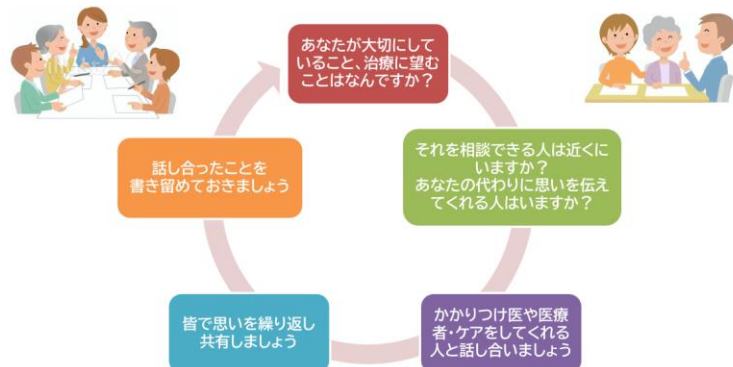 あなたが大切にして
いること、治療に望む
ことはなんですか？
それを相談できる人は近くに
いますか？
あなたの代わりに思いを伝え
てくれる人はいますか？
かかりつけ医や医療
者・ケアをしてくれる
人と話し合いましょう
皆で思いを繰り返し
共有しましょう
話し合ったことを
書き留めておきましょう